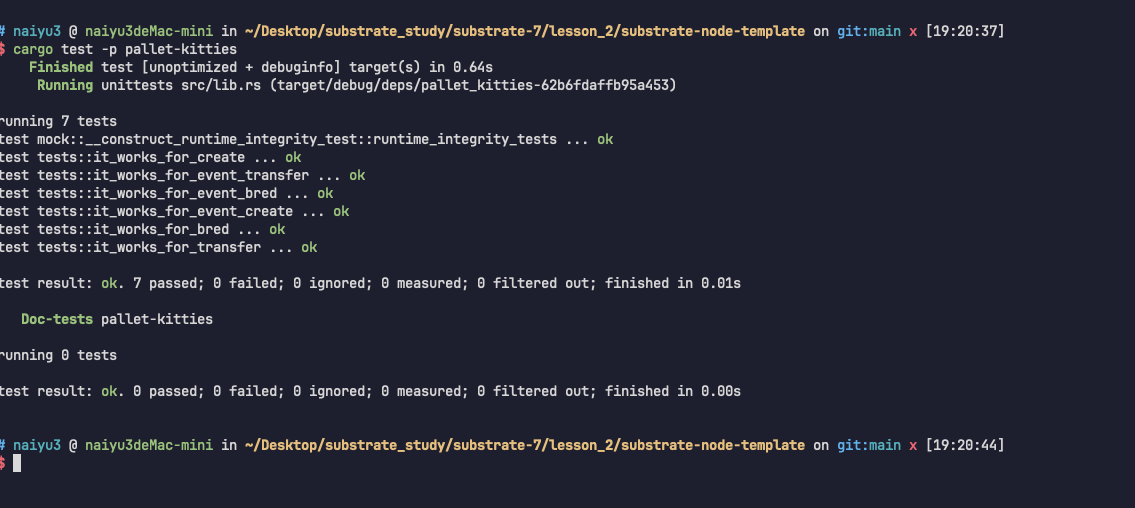 # naiyu3 @ naiyu3deMac-mini in ~/Desktop/substrate_study/substrate-7/lesson_2/substrate-node-template on git:main x [19:20:37]
$ cargo test -p pallet-kitties
Finished test [unoptimized + debuginfo] target(s) in 0.64s
Running unittests src/lib.rs (target/debug/deps/pallet_kitties-62b6fdaffb95a453)
running 7 tests
test mock::__construct_runtime_integrity_test::runtime_integrity_tests ... ok
test tests::it_works_for_create ... ok
test tests::it_works_for_event_transfer ... ok
test tests::it_works_for_event_bred ... ok
test tests::it_works_for_event_create ... ok
test tests::it_works_for_bred ... ok
test tests::it_works_for_transfer ... ok
test result: ok. 7 passed; 0 failed; 0 ignored; 0 measured; 0 filtered out; finished in 0.01s
Doc-tests pallet-kitties
running 0 tests
test result: ok. 0 passed; 0 failed; 0 ignored; 0 measured; 0 filtered out; finished in 0.00s
# naiyu3 @ naiyu3deMac-mini in ~/Desktop/substrate_study/substrate-7/lesson_2/substrate-node-template on git:main x [19:20:44]
$